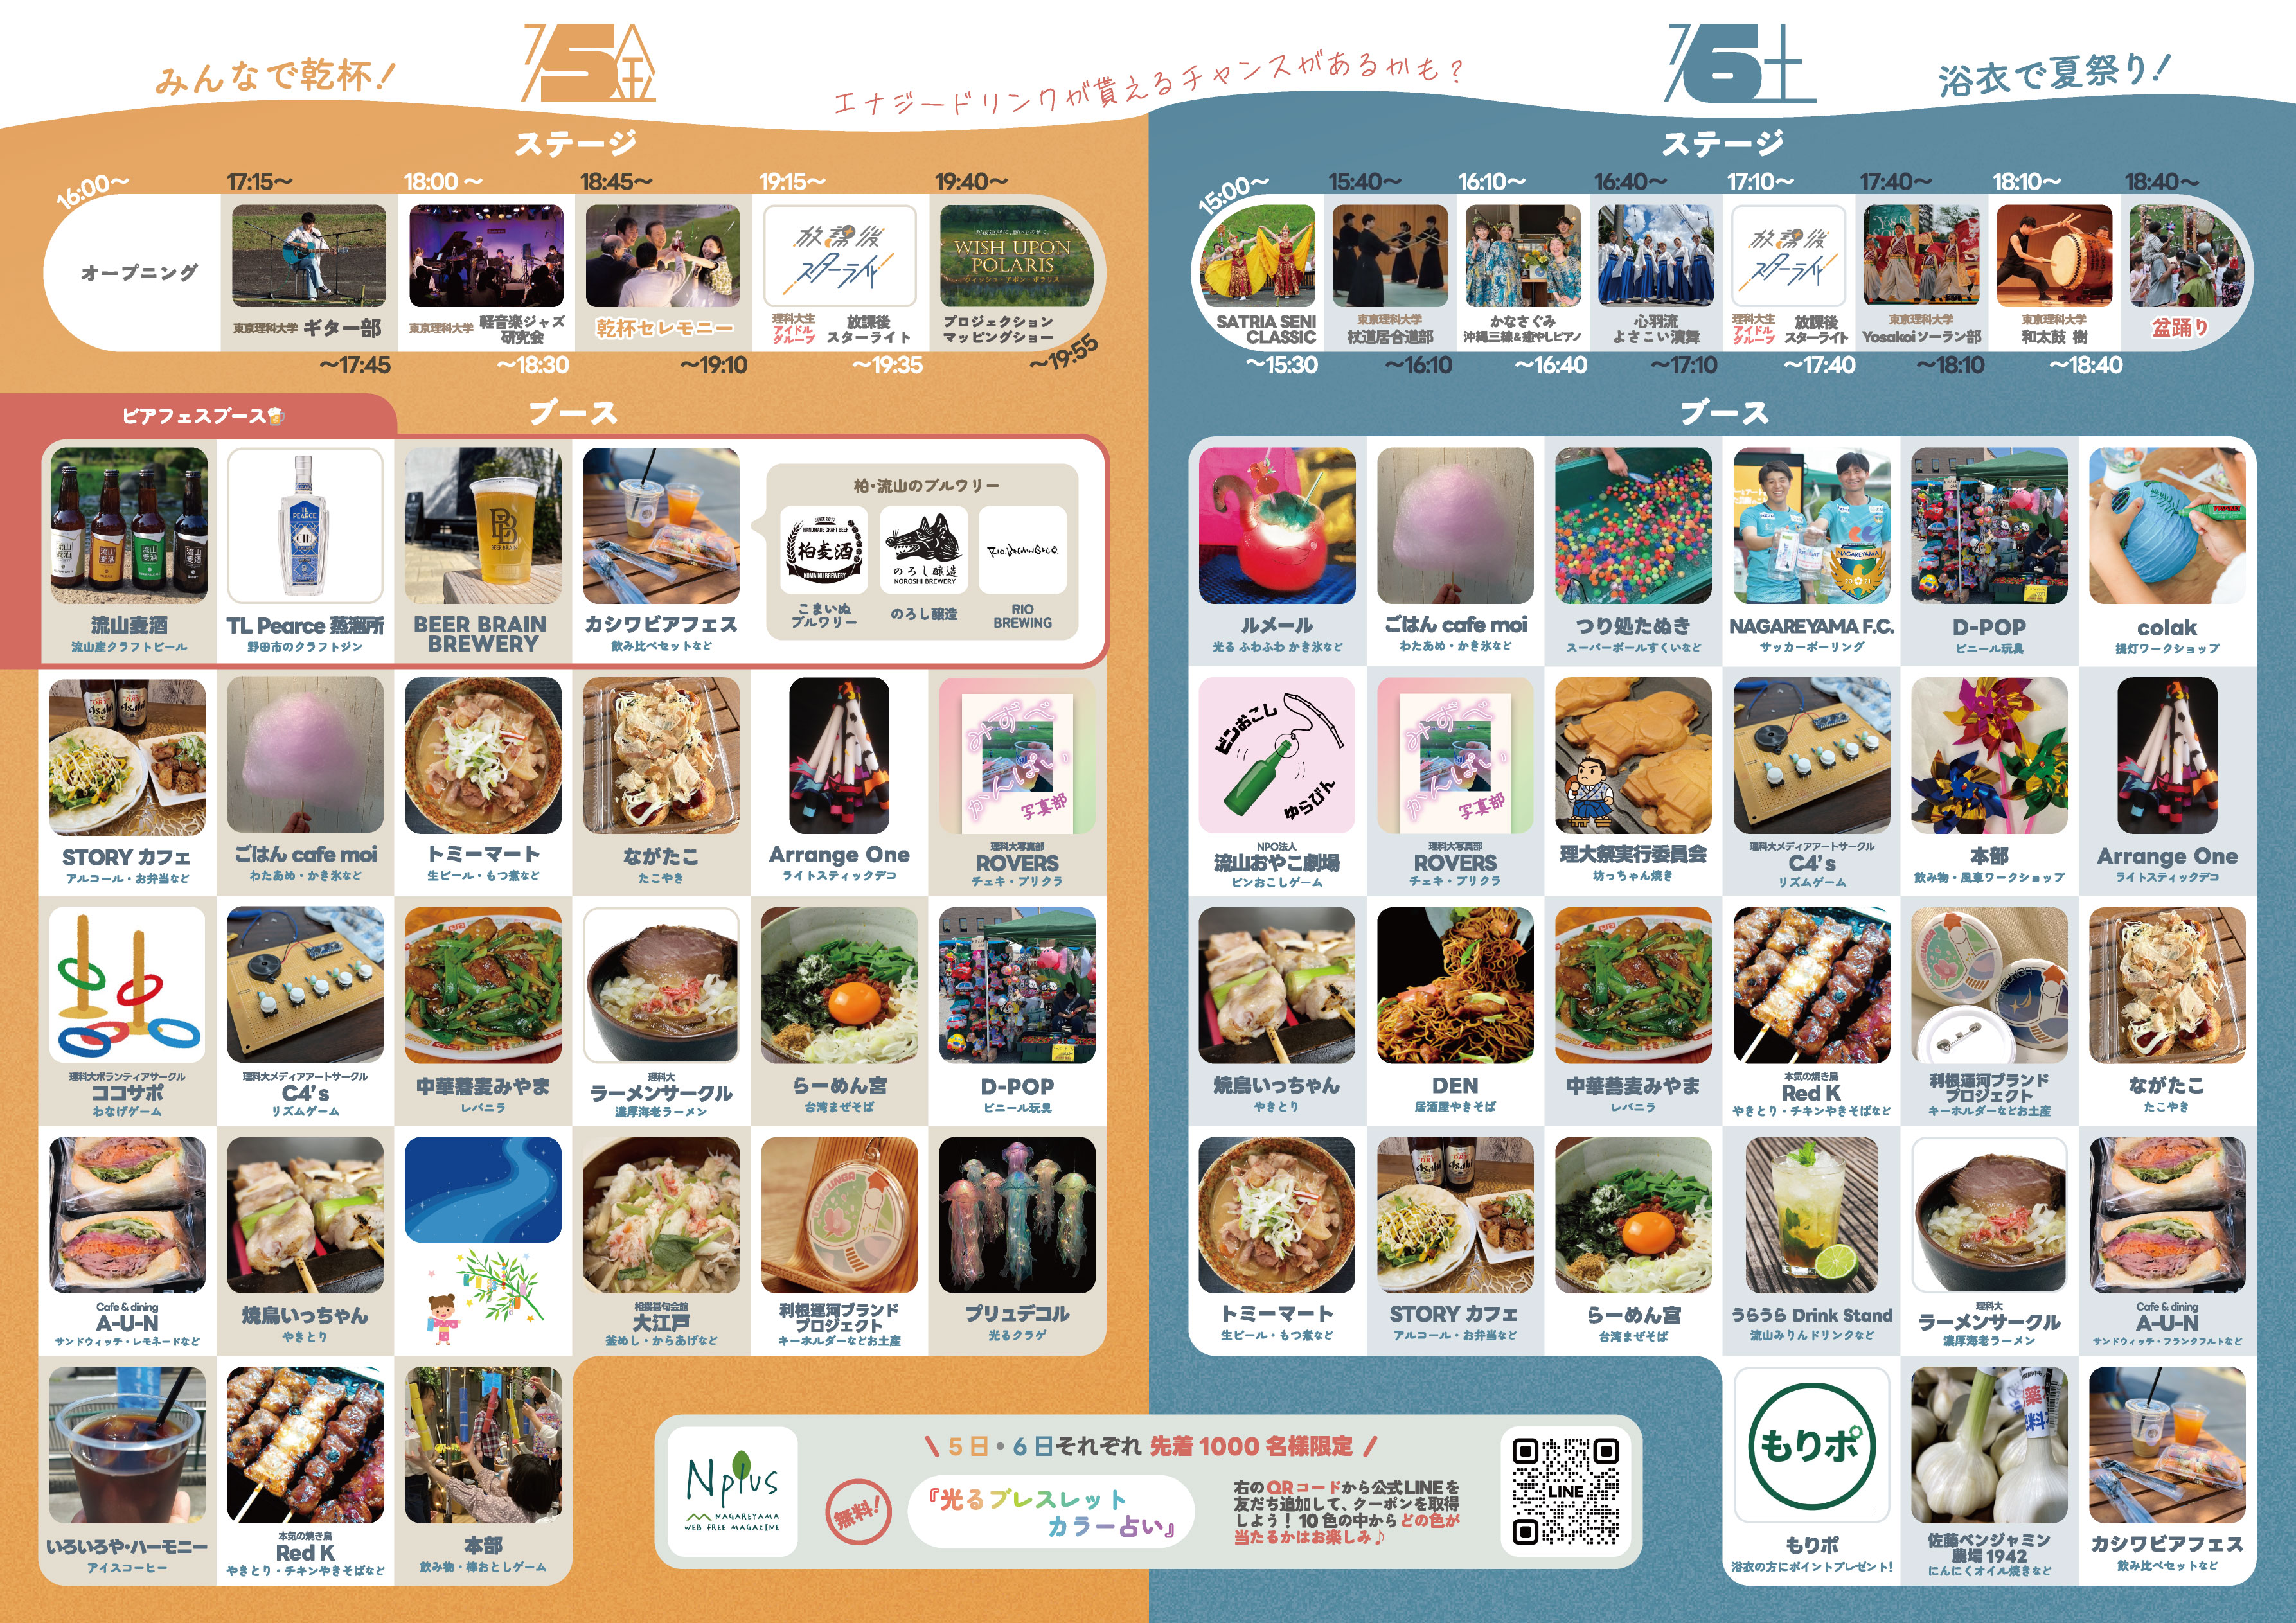 みんなで乾杯!
7/5金
エナジードリンクが貰えるチャンスがあるかも?
7/6土
浴衣で夏祭り!
ステージ
16:00〜
オープニング
17:15〜
東京理科大学 ギター部
〜17:45
18:00 〜
東京理科大学 軽音楽ジャズ
研究会
〜18:30
18:45〜
乾杯セレモニー
〜19:10
19:15〜
放課後
スターライト
理科大生
アイドル
グループ
放課後
スターライト
〜19:35
19:40〜
WISH UPON
POLARIS
ウィッシュ・アポン・ポラリス
プロジェクション
マッピングショー
〜19:55
ビアフェスブース
ブース
流山麦酒
流山産クラフトビール
TL
PEARCE
TL Pearce 蒸溜所
野田市のクラフトジン
BEER BRAIN
BREWERY
カシワビアフェス
飲み比べセットなど
柏・流山のブルワリー
SINCE 2017
HANDMADE CRAFT BEER
柏麦酒
KOMAINU BREWERY
こまいぬ
ブルワリー
のろし醸造
NOROSHI BREWERY
のろし醸造
Rio Brewing & Co.
RIO
BREWING
Asahi
STORY カフェ
アルコール・お弁当など
ごはん cafe moi
わたあめ・かき氷など
トミーマート
生ビール・もつ煮など
ながたこ
たこやき
Arrange One
ライトスティックデコ
みずべ
かんぱい
写真部
理科大写真部
ROVERS
チェキ・プリクラ
理科大ボランティアサークル
ココサポ
わなげゲーム
理科大メディアアートサークル
C4's
リズムゲーム
中華蕎麦みやま
レバニラ
理科大
ラーメンサークル
濃厚海老ラーメン
らーめん宮
台湾まぜそば
D-POP
ビニール玩具
Cafe & dining
A-U-N
サンドウィッチ・レモネードなど
焼鳥いっちゃん
やきとり
相撲甚句会館
大江戸
釜めし・からあげなど
利根運河ブランド
プロジェクト
キーホルダーなどお土産
プリュデコル
光るクラゲ
いろいろや・ハーモニー
アイスコーヒー
本気の焼き鳥
Red K
やきとり・チキンやきそばなど
本部
飲み物・棒おとしゲーム
ステージ
15:00〜
SATRIA SENI
CLASSIC
〜15:30
15:40〜
東京理科大学
杖道居合道部
〜16:10
16:10〜
かなさぐみ
沖縄三線&癒やしピアノ
〜16:40
16:40〜
心羽流
よさこい演舞
〜17:10
17:10〜
放課後
スターライト
理科大生
アイドル
グループ
放課後
スターライト
〜17:40
17:40〜
東京理科大学
Yosakoiソーラン部
〜18:10
18:10〜
東京理科大学
和太鼓 樹
〜18:40
18:40〜
盆踊り
ブース
ルメール
光る ふわふわ かき氷など
ごはん cafe moi
わたあめ・かき氷など
つり処たぬき
スーパーボールすくいなど
NAGAREYAMA
NAGAREYAMA F.C.
サッカーボーリング
D-POP
ビニール玩具
colak
提灯ワークショップ
ビンおこし
ゆらびん
NPO法人
流山おやこ劇場
ビンおこしゲーム
みずべ
かんぱい
写真部
理科大写真部
ROVERS
チェキ・プリクラ
理大祭実行委員会
坊っちゃん焼き
理科大メディアアートサークル
C4's
リズムゲーム
本部
飲み物・風車ワークショップ
Arrange One
ライトスティックデコ
焼鳥いっちゃん
やきとり
DEN
居酒屋やきそば
中華蕎麦みやま
レバニラ
本気の焼き鳥
Red K
やきとり・チキンやきそばなど
利根運河ブランド
プロジェクト
キーホルダーなどお土産
ながたこ
たこやき
トミーマート
生ビール・もつ煮など
Asahi
STORY カフェ
アルコール・お弁当など
らーめん宮
台湾まぜそば
うらうら Drink Stand
流山みりんドリンクなど
理科大
ラーメンサークル
濃厚海老ラーメン
Cafe & dining
A-U-N
サンドウィッチ・フランクフルトなど
もりポ
もりポ
浴衣の方にポイントプレゼント!
佐藤ベンジャミン
農場 1942
にんにくオイル焼きなど
カシワビアフェス
飲み比べセットなど
Nplus
NAGAREYAMA
WEB FREE MAGAZINE
\ 5日・6日それぞれ 先着1000名様限定 /
無料!
『光るブレスレット
カラー占い』
右のQRコードから公式LINEを
友だち追加して、クーポンを取得
しよう! 10色の中からどの色が
当たるかはお楽しみ♪
LINE